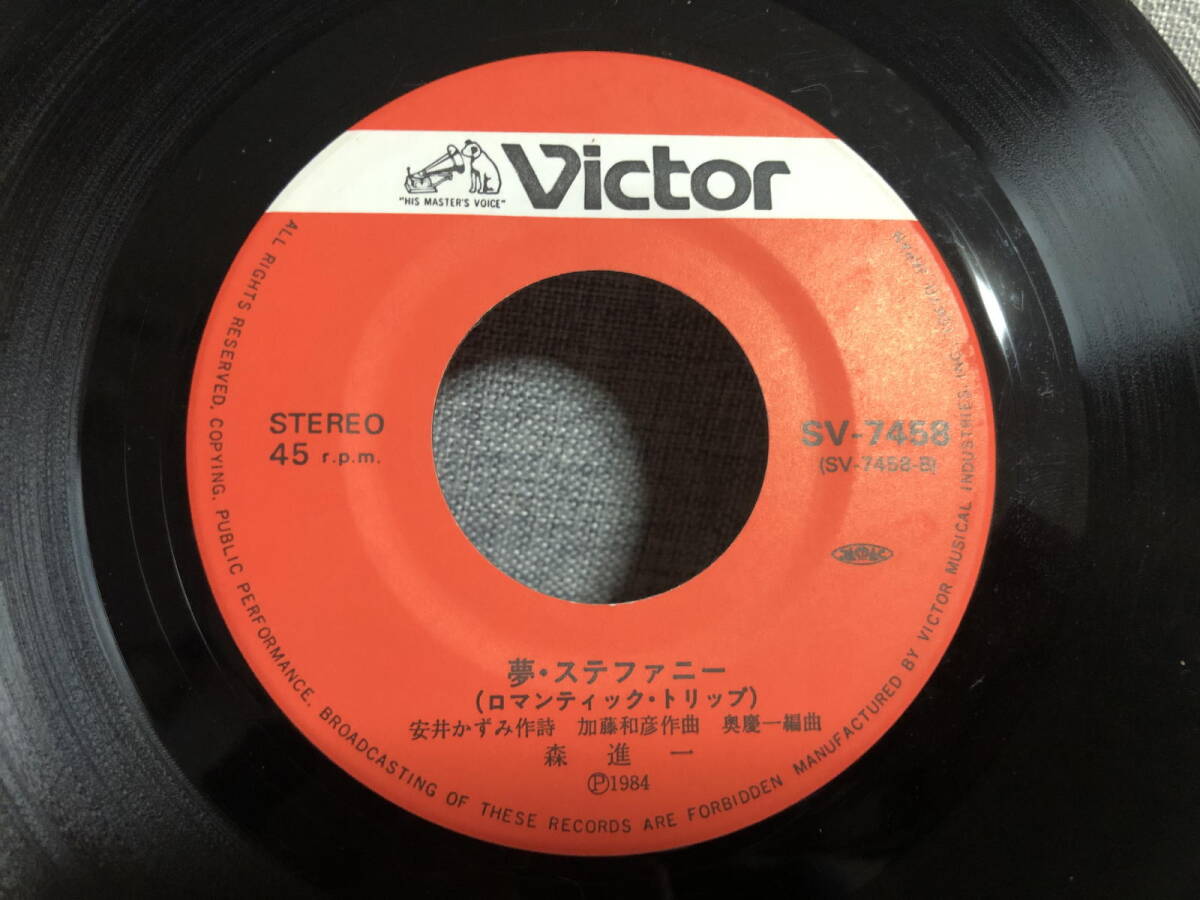 "HIS MASTER'S VOICE"
Victor
STEREO
45 r.p.m.
SV-7458
(SV-7458-B)
夢・ステファニー
(ロマンティック・トリップ)
安井かずみ作詩 加藤和彦作曲 奥慶一編曲
森進一
Ⓟ1984
ALL RIGHTS RESERVED. COPYING. PUBLIC PERFORMANCE. BROADCASTING OF THESE RECORDS ARE FORBIDDEN MANUFACTURED BY VICTOR MUSICAL INDUSTRIES, INC.